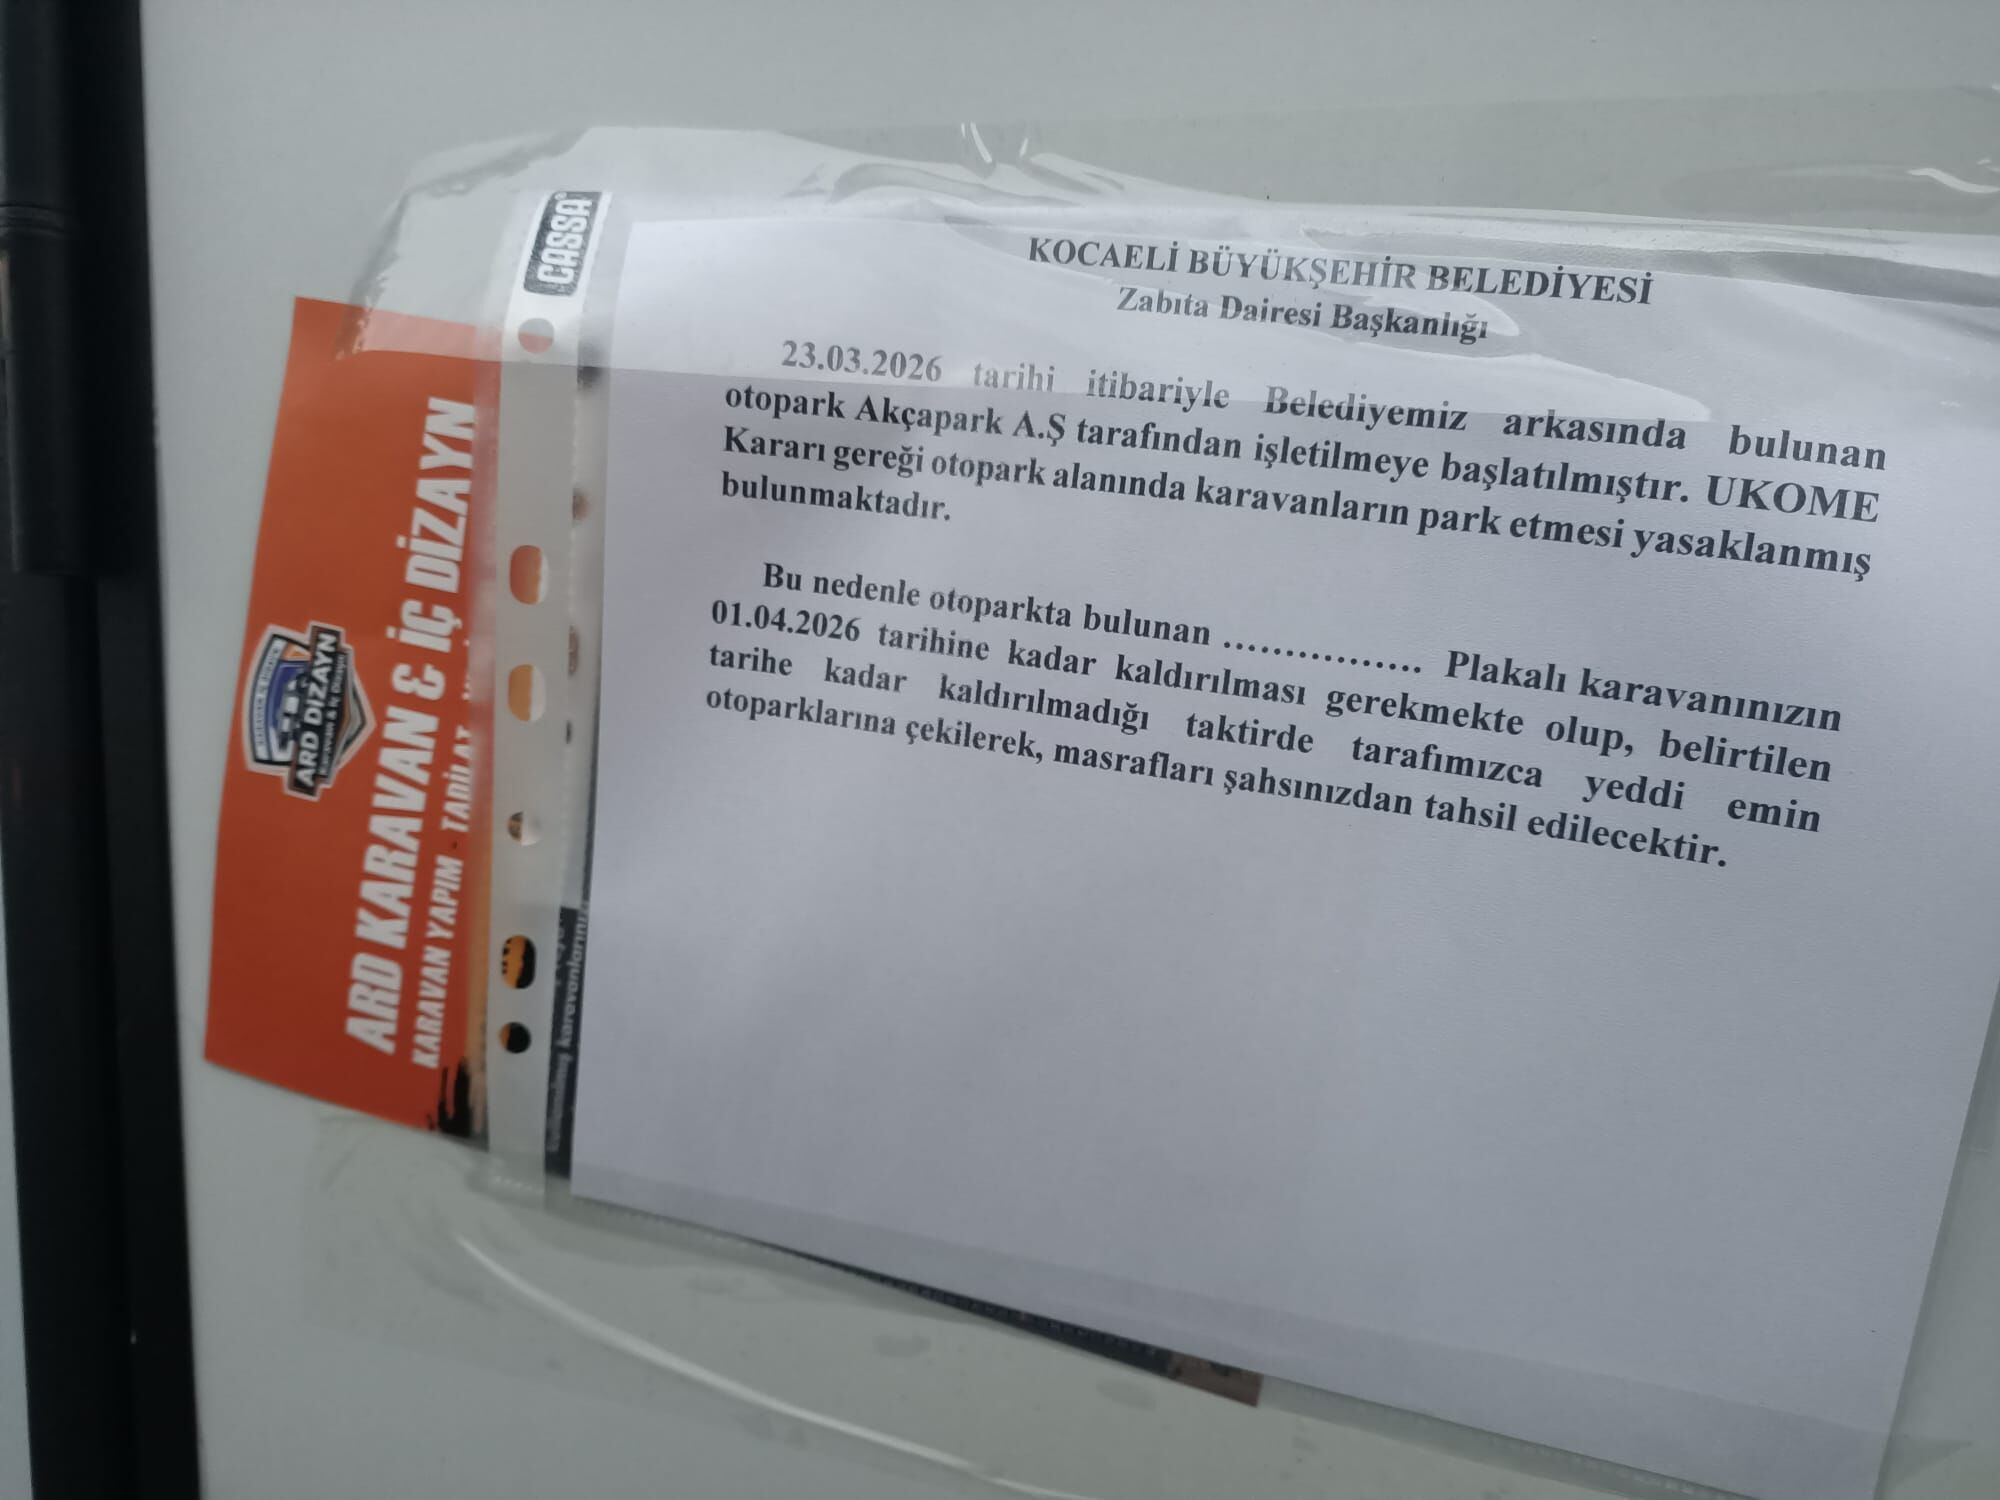 CASSA
KOCAELİ BÜYÜKŞEHİR BELEDİYESİ
Zabıta Dairesi Başkanlığı
23.03.2026 tarihi itibariyle Belediyemiz arkasında bulunan
otopark Akçapark A.Ş tarafından işletilmeye başlatılmıştır. UKOME
Kararı gereği otopark alanında karavanların park etmesi yasaklanmış
bulunmaktadır.
Bu nedenle otoparkta bulunan ................ Plakalı karavanınızın
01.04.2026 tarihine kadar kaldırılması gerekmekte olup, belirtilen
tarihe kadar kaldırılmadığı taktirde tarafımızca yeddi emin
otoparklarına çekilerek, masrafları şahsınızdan tahsil edilecektir.
ARD DİZAYN
ARD KARAVAN & İÇ DİZAYN
KARAVAN YAPIM - TADİLAT
karavanlarını